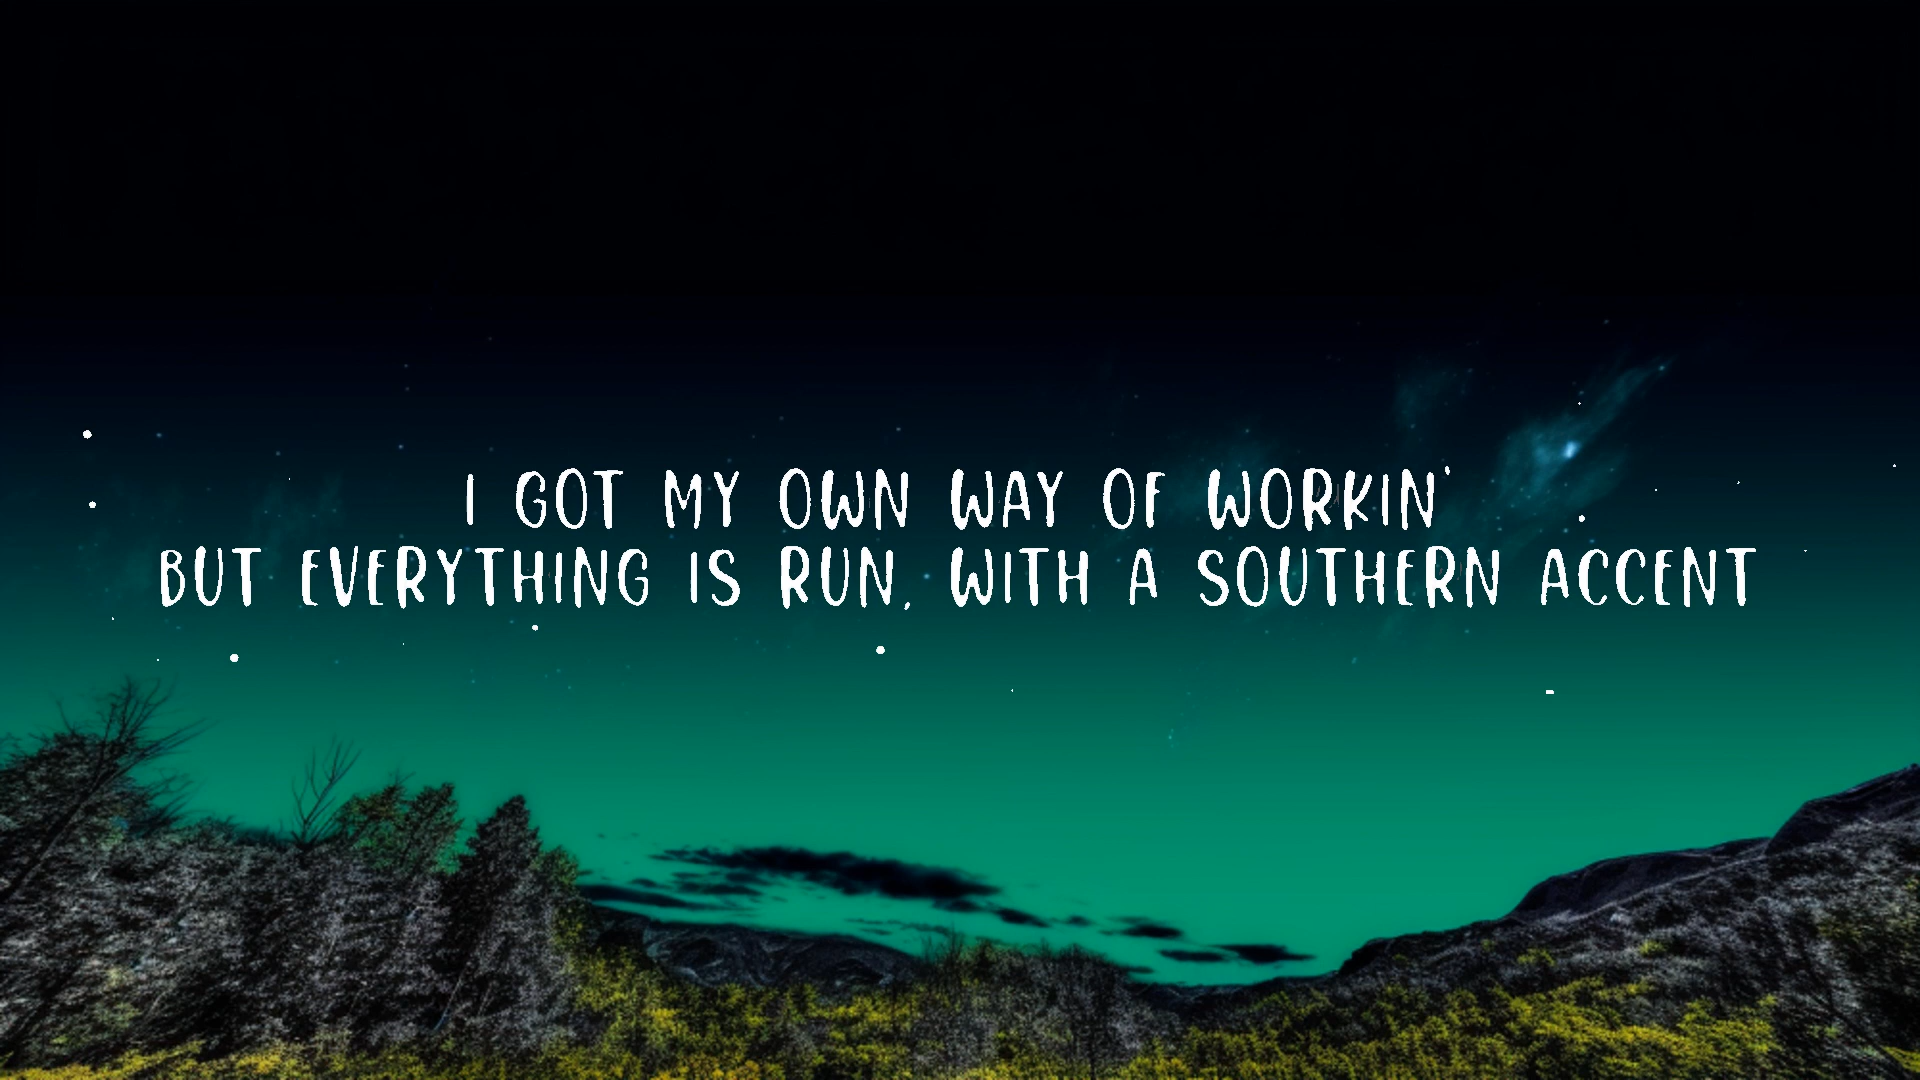 I GOT MY OWN WAY OF WORKIN'
BUT EVERYTHING IS RUN, WITH A SOUTHERN ACCENT